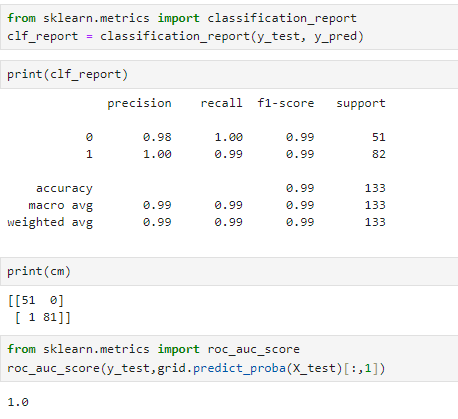 from sklearn.metrics import classification_report
clf_report = classification_report(y_test, y_pred)
print(clf_report)
precision recall f1-score support
0 0.98 1.00 0.99 51
1 1.00 0.99 0.99 82
accuracy 0.99 133
macro avg 0.99 0.99 0.99 133
weighted avg 0.99 0.99 0.99 133
print(cm)
[[51 0]
[ 1 81]]
from sklearn.metrics import roc_auc_score
roc_auc_score(y_test,grid.predict_proba(X_test)[:,1])
1.0